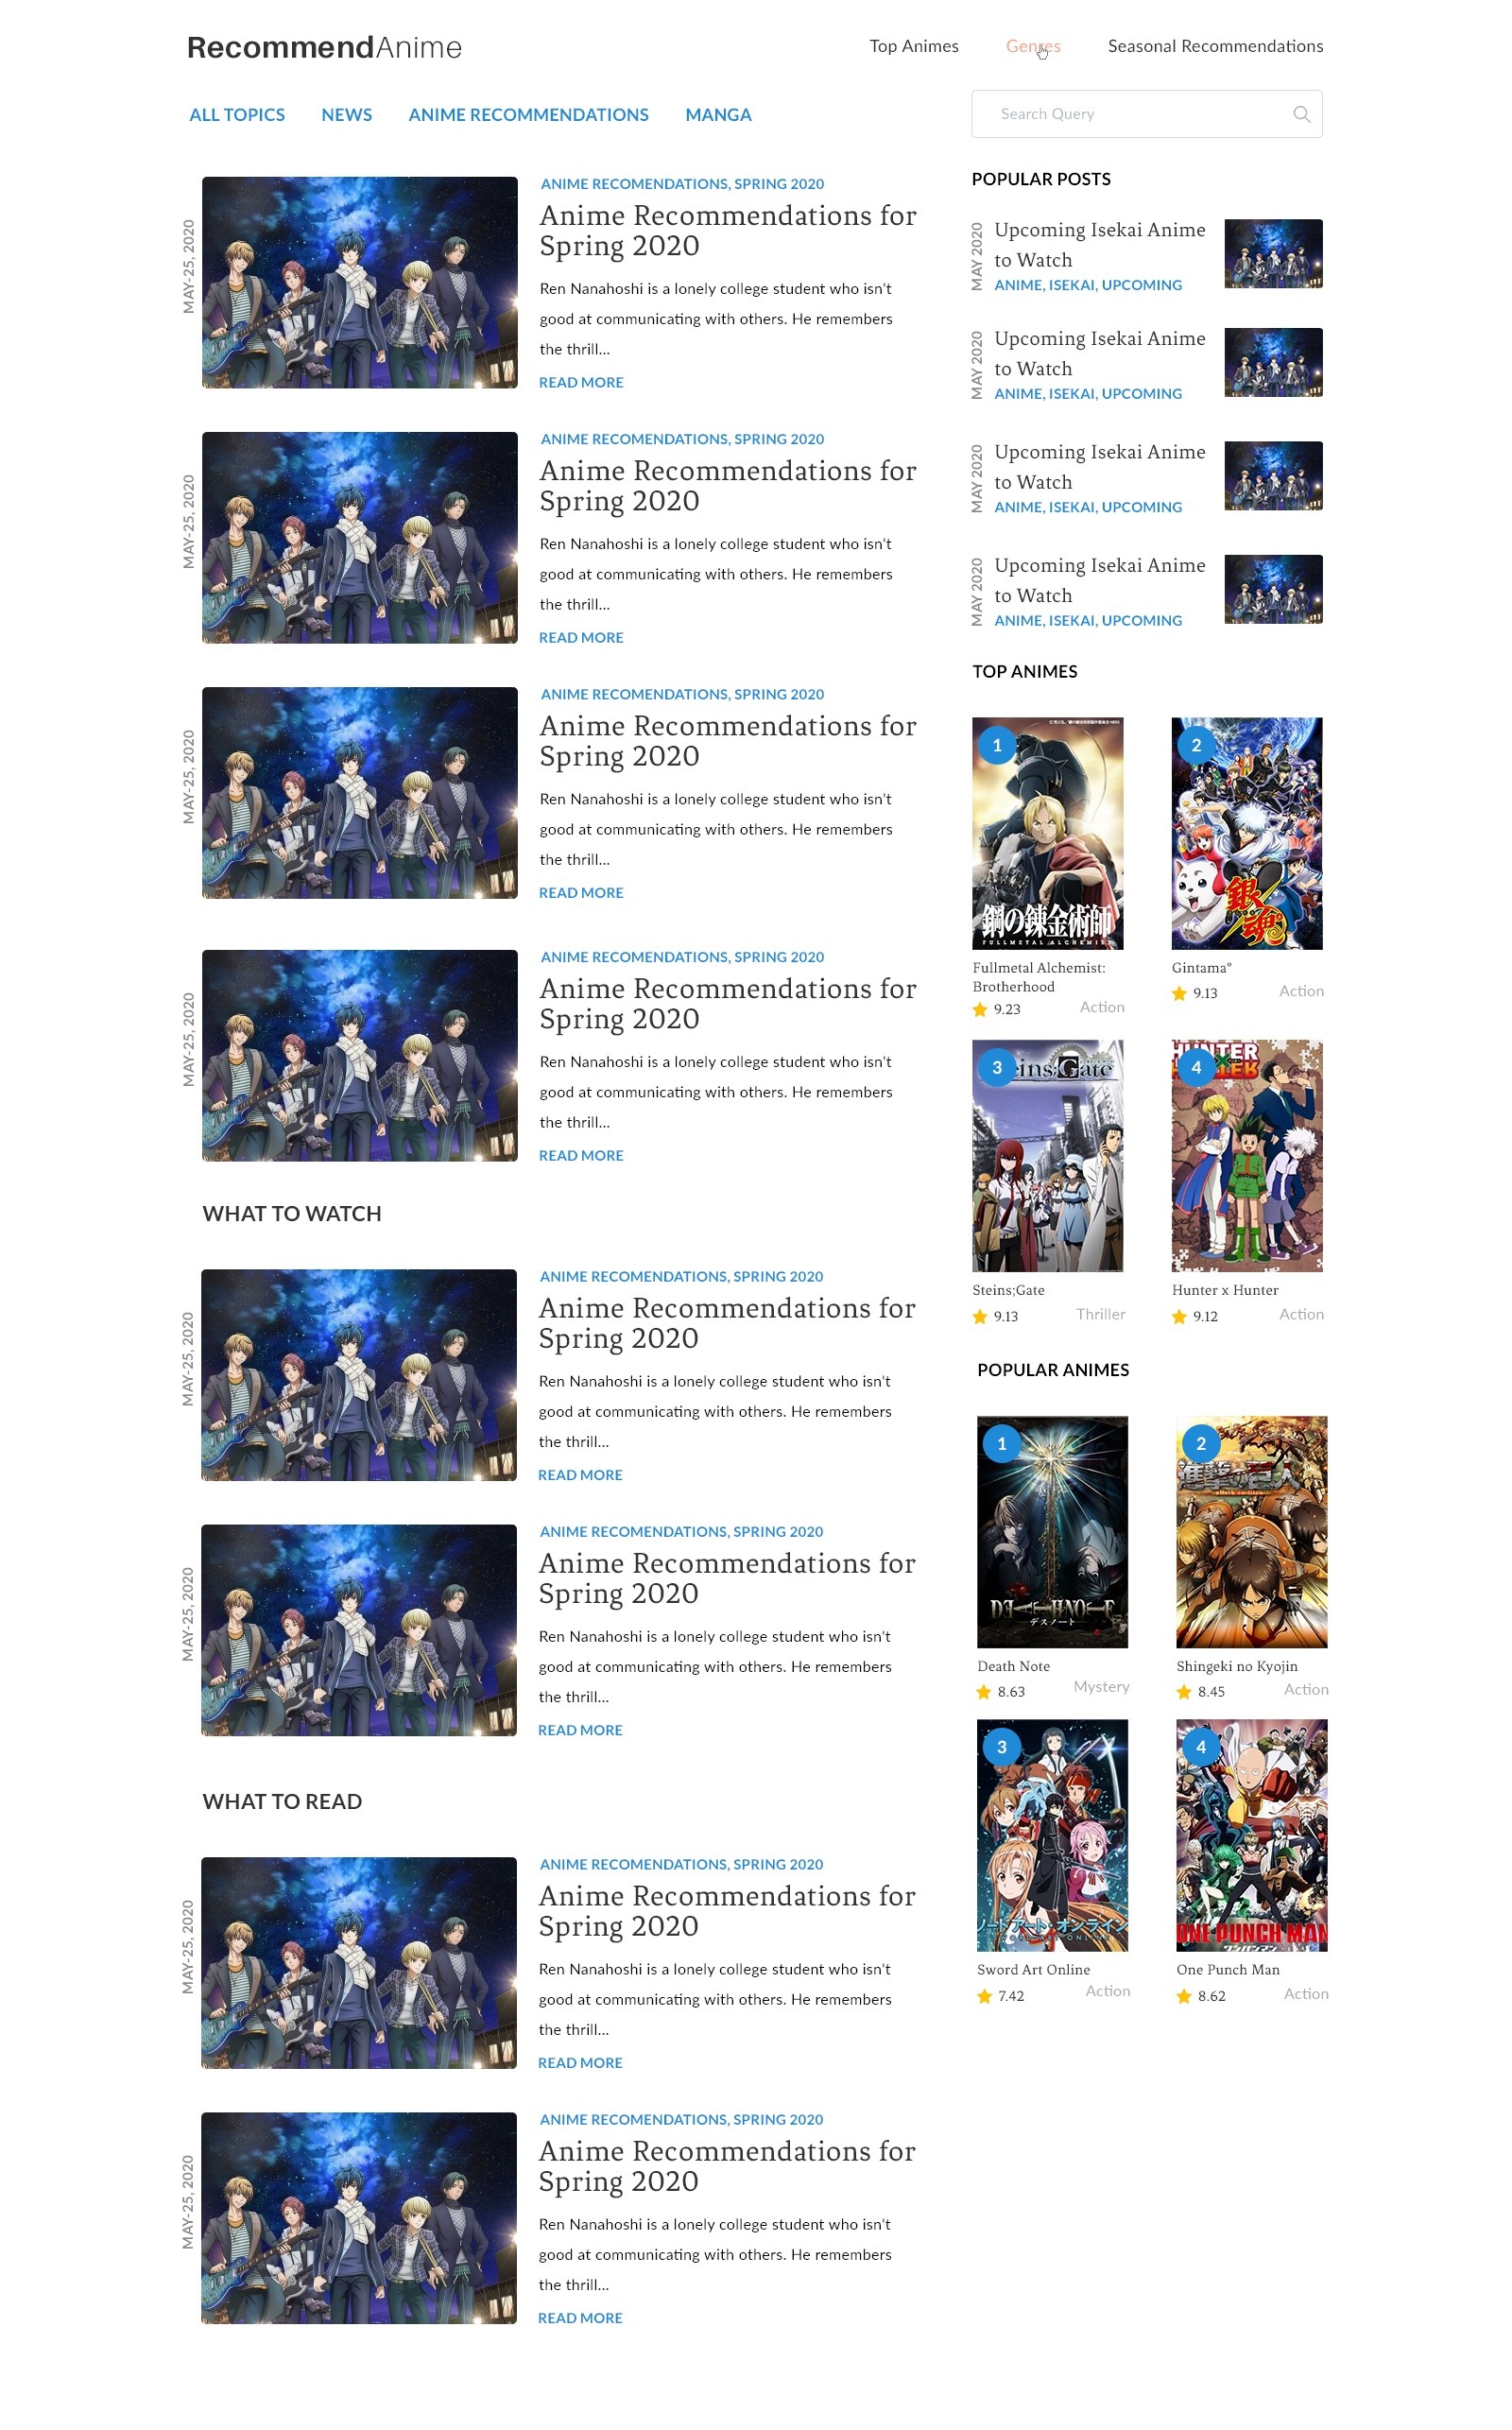 RecommendAnime
Top Animes
Genres
Seasonal Recommendations
ALL TOPICS
NEWS
ANIME RECOMMENDATIONS
MANGA
Search Query
MAY-25, 2020
ANIME RECOMENDATIONS, SPRING 2020
Anime Recommendations for
Spring 2020
Ren Nanahoshi is a lonely college student who isn't
good at communicating with others. He remembers
the thrill...
READ MORE
MAY-25, 2020
ANIME RECOMENDATIONS, SPRING 2020
Anime Recommendations for
Spring 2020
Ren Nanahoshi is a lonely college student who isn't
good at communicating with others. He remembers
the thrill...
READ MORE
MAY-25, 2020
ANIME RECOMENDATIONS, SPRING 2020
Anime Recommendations for
Spring 2020
Ren Nanahoshi is a lonely college student who isn't
good at communicating with others. He remembers
the thrill...
READ MORE
MAY-25, 2020
ANIME RECOMENDATIONS, SPRING 2020
Anime Recommendations for
Spring 2020
Ren Nanahoshi is a lonely college student who isn't
good at communicating with others. He remembers
the thrill...
READ MORE
WHAT TO WATCH
MAY-25, 2020
ANIME RECOMENDATIONS, SPRING 2020
Anime Recommendations for
Spring 2020
Ren Nanahoshi is a lonely college student who isn't
good at communicating with others. He remembers
the thrill...
READ MORE
MAY-25, 2020
ANIME RECOMENDATIONS, SPRING 2020
Anime Recommendations for
Spring 2020
Ren Nanahoshi is a lonely college student who isn't
good at communicating with others. He remembers
the thrill...
READ MORE
WHAT TO READ
MAY-25, 2020
ANIME RECOMENDATIONS, SPRING 2020
Anime Recommendations for
Spring 2020
Ren Nanahoshi is a lonely college student who isn't
good at communicating with others. He remembers
the thrill...
READ MORE
MAY-25, 2020
ANIME RECOMENDATIONS, SPRING 2020
Anime Recommendations for
Spring 2020
Ren Nanahoshi is a lonely college student who isn't
good at communicating with others. He remembers
the thrill...
READ MORE
POPULAR POSTS
MAY 2020
Upcoming Isekai Anime
to Watch
ANIME, ISEKAI, UPCOMING
MAY 2020
Upcoming Isekai Anime
to Watch
ANIME, ISEKAI, UPCOMING
MAY 2020
Upcoming Isekai Anime
to Watch
ANIME, ISEKAI, UPCOMING
MAY 2020
Upcoming Isekai Anime
to Watch
ANIME, ISEKAI, UPCOMING
TOP ANIMES
1
鋼の錬金術師
FULLMETAL ALCHEMIST
Fullmetal Alchemist:
Brotherhood
9.23
Action
2
銀魂
Gintama°
9.13
Action
3
eins;Gate
Steins;Gate
9.13
Thriller
4
HUNTER
HUNTER
Hunter x Hunter
9.12
Action
POPULAR ANIMES
1
DEATH NOTE
デスノート
Death Note
8.63
Mystery
2
進撃の巨人
Shingeki no Kyojin
8.45
Action
3
ソードアート・オンライン
Sword Art Online
7.42
Action
4
ONE PUNCH MAN
One Punch Man
8.62
Action